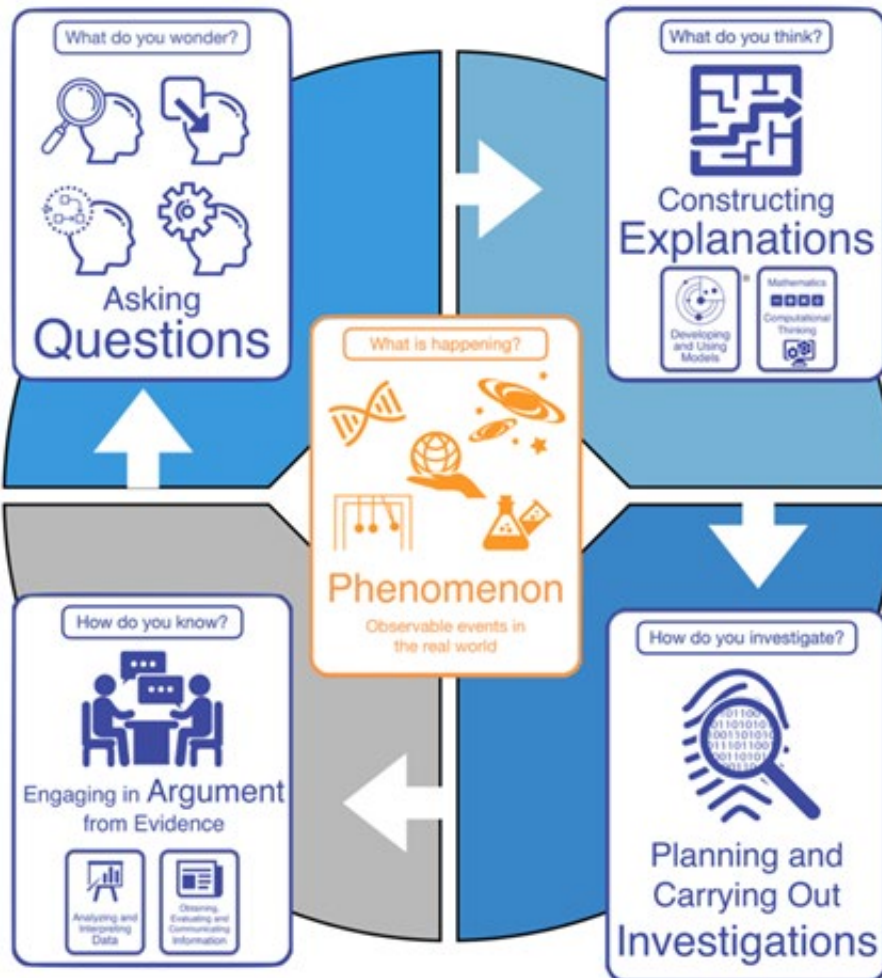 What do you wonder?
Asking
Questions
What do you think?
Constructing
Explanations
Developing
and Using
Models
Mathematics
Computational
Thinking
What is happening?
Phenomenon
Observable events in
the real world
How do you know?
Engaging in Argument
from Evidence
Analyzing and
Interpreting
Data
Obtaining,
Evaluating and
Communicating
Information
How do you investigate?
Planning and
Carrying Out
Investigations